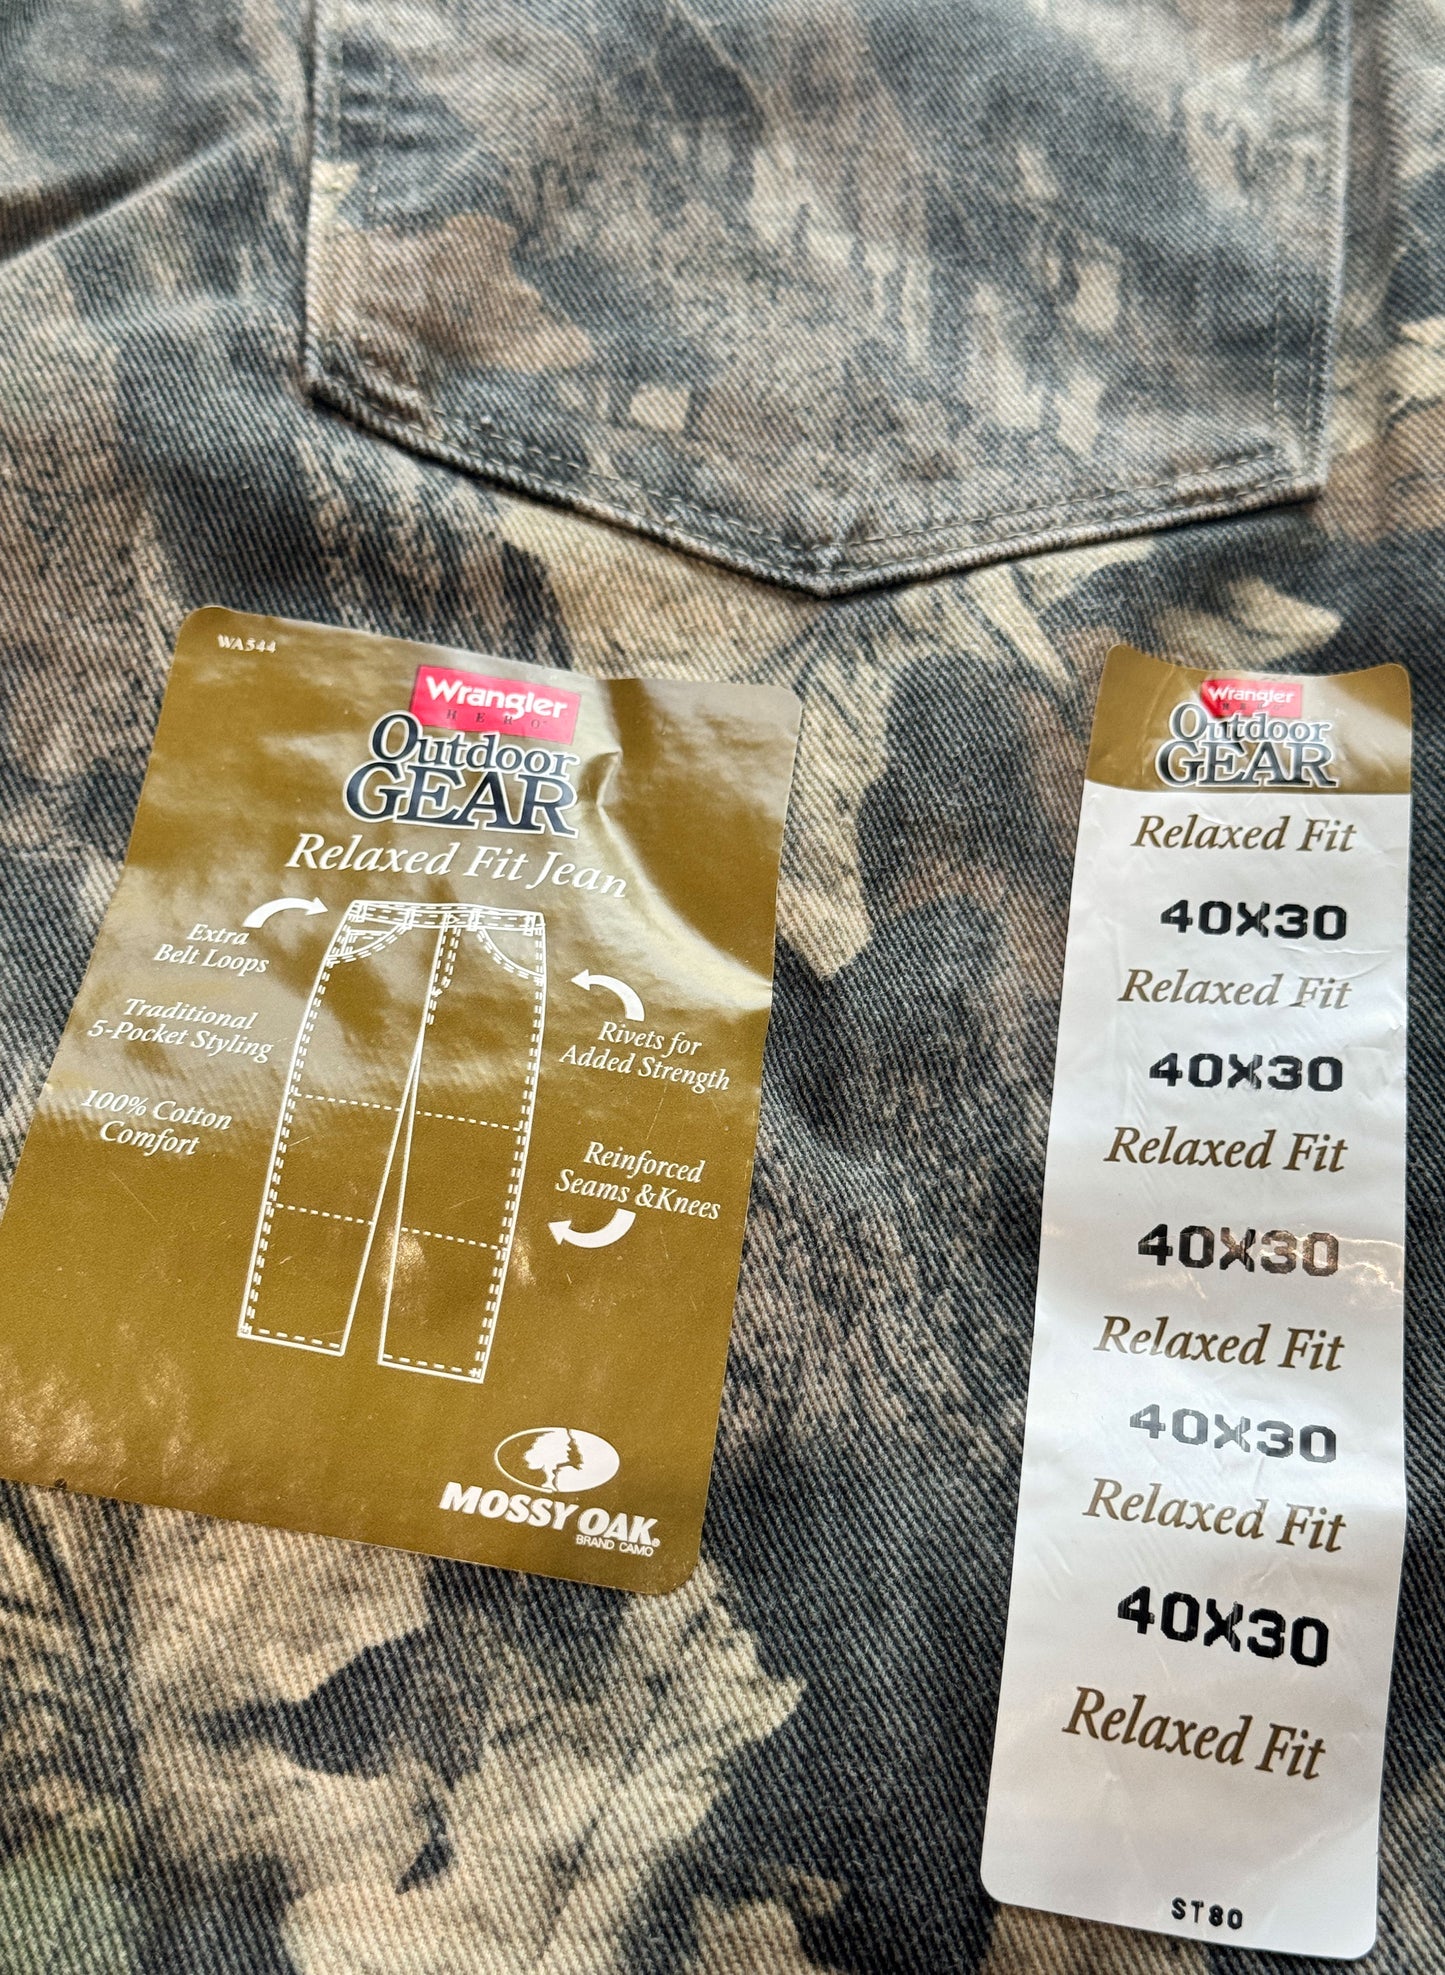 WA544
Wrangler
HERO
Outdoor
GEAR
Relaxed Fit Jean
Extra
Belt Loops
Traditional
5-Pocket Styling
100% Cotton
Comfort
Rivets for
Added Strength
Reinforced
Seams &Knees
MOSSY OAK®
BRAND CAMO
Wrangler
HERO
Outdoor
GEAR
Relaxed Fit
40X30
Relaxed Fit
40X30
Relaxed Fit
40X30
Relaxed Fit
40X30
Relaxed Fit
40X30
Relaxed Fit
ST80